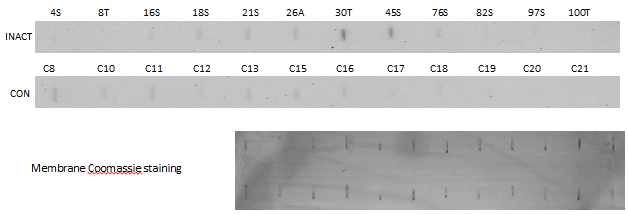 4S 8T 16S 18S 21S 26A 30T 45S 76S 82S 97S 100T
INACT
C8 C10 C11 C12 C13 C15 C16 C17 C18 C19 C20 C21
CON
Membrane Coomassie staining